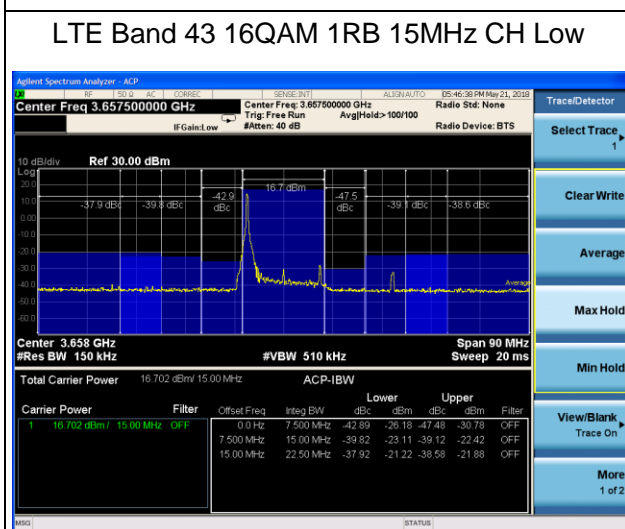 LTE Band 43 16QAM 1RB 15MHz CH Low
Agilent Spectrum Analyzer - ACP
RF 50 Ω AC CORREC SENSE:INT ALIGN AUTO 05:46:38 PM May 21, 2018
Center Freq 3.657500000 GHz Center Freq: 3.657500000 GHz Radio Std: None
Trig: Free Run Avg|Hold:> 100/100
IFGain:Low #Atten: 40 dB Radio Device: BTS
10 dB/div Ref 30.00 dBm
Log
20.0
16.7 dBm
10.0
-37.9 dBc -39.8 dBc -42.9 dBc -47.5 dBc -39.1 dBc -38.6 dBc
0.00
-10.0
-20.0
-30.0
-40.0
Average
-50.0
-60.0
Center 3.658 GHz Span 90 MHz
#Res BW 150 kHz #VBW 510 kHz Sweep 20 ms
Total Carrier Power 16.702 dBm/ 15.00 MHz ACP-IBW
Lower Upper
Carrier Power Filter Offset Freq Integ BW dBc dBm dBc dBm Filter
1 16.702 dBm / 15.00 MHz OFF 0.0 Hz 7.500 MHz -42.89 -26.18 -47.48 -30.78 OFF
7.500 MHz 15.00 MHz -39.82 -23.11 -39.12 -22.42 OFF
15.00 MHz 22.50 MHz -37.92 -21.22 -38.58 -21.88 OFF
MSG STATUS
Trace/Detector
Select Trace
1
Clear Write
Average
Max Hold
Min Hold
View/Blank
Trace On
More
1 of 2